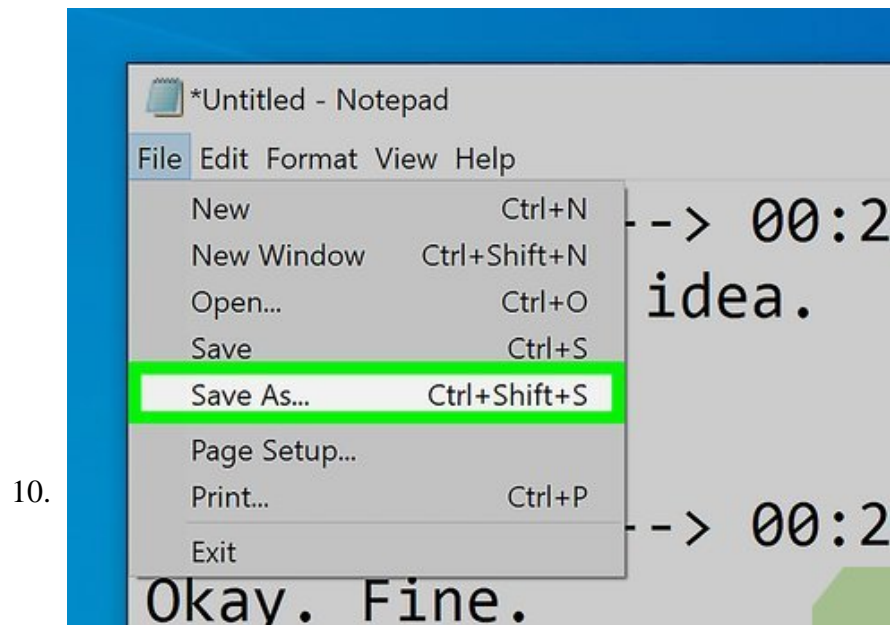 *Untitled - Notepad
File Edit Format View Help
New Ctrl+N
--> 00:2
New Window Ctrl+Shift+N
Open... Ctrl+O
idea.
Save Ctrl+S
Save As... Ctrl+Shift+S
Page Setup...
10.
Print... Ctrl+P
--> 00:2
Exit
Okay. Fine.